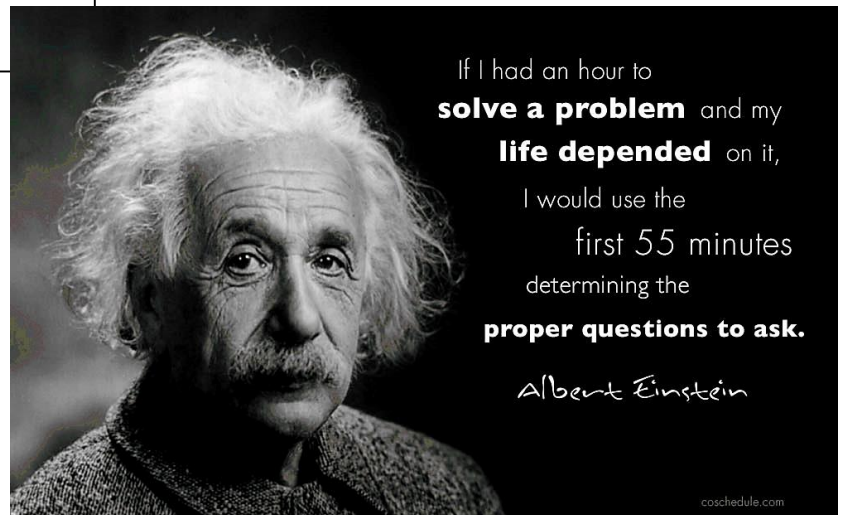 If I had an hour to
solve a problem and my
life depended on it,
I would use the
first 55 minutes
determining the
proper questions to ask.
Albert Einstein
coschedule.com